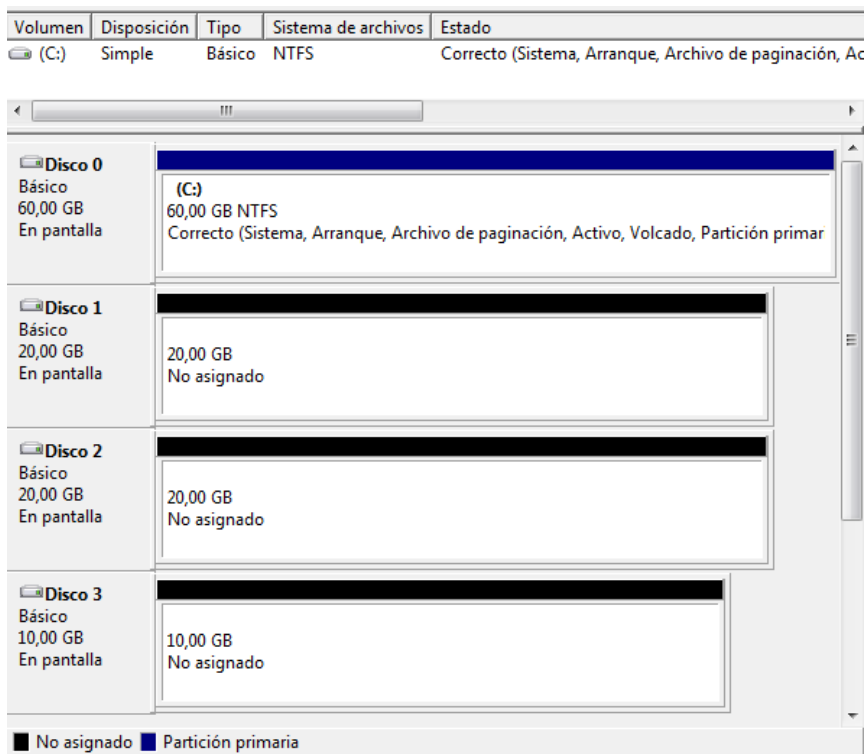 Volumen Disposición Tipo Sistema de archivos Estado
(C:) Simple Básico NTFS Correcto (Sistema, Arranque, Archivo de paginación, Ac
Disco 0
Básico
60,00 GB
En pantalla
(C:)
60,00 GB NTFS
Correcto (Sistema, Arranque, Archivo de paginación, Activo, Volcado, Partición primar
Disco 1
Básico
20,00 GB
En pantalla
20,00 GB
No asignado
Disco 2
Básico
20,00 GB
En pantalla
20,00 GB
No asignado
Disco 3
Básico
10,00 GB
En pantalla
10,00 GB
No asignado
No asignado Partición primaria